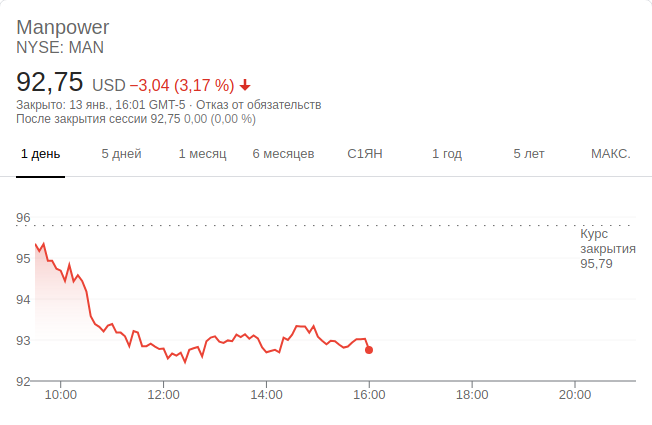 Manpower
NYSE: MAN
92,75 USD −3,04 (3,17 %)
Закрыто: 13 янв., 16:01 GMT-5 · Отказ от обязательств
После закрытия сессии 92,75 0,00 (0,00 %)
1 день 5 дней 1 месяц 6 месяцев С1ЯН 1 год 5 лет МАКС.
96
Курс
закрытия
95,79
95
94
93
92
10:00 12:00 14:00 16:00 18:00 20:00